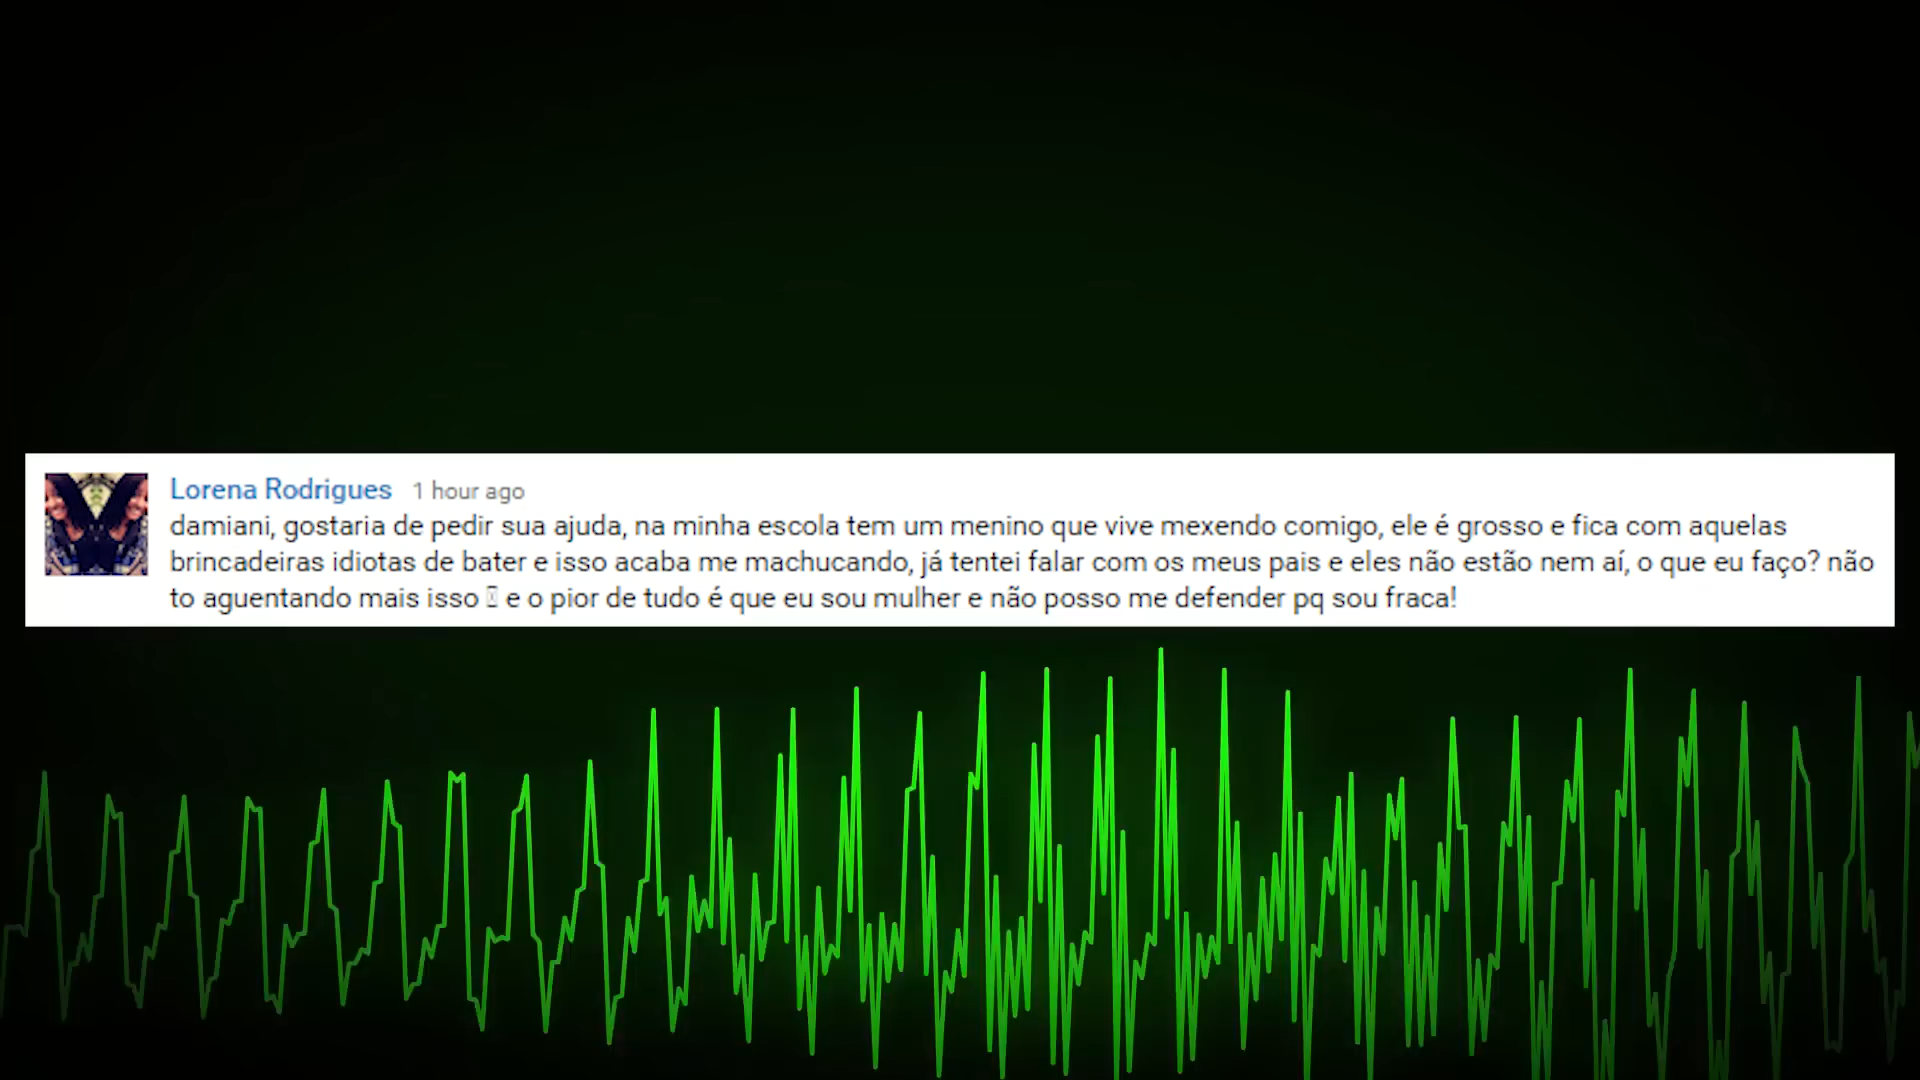 Lorena Rodrigues 1 hour ago
damiani, gostaria de pedir sua ajuda, na minha escola tem um menino que vive mexendo comigo, ele é grosso e fica com aquelas
brincadeiras idiotas de bater e isso acaba me machucando, já tentei falar com os meus pais e eles não estão nem aí, o que eu faço? não
to aguentando mais isso e o pior de tudo é que eu sou mulher e não posso me defender pq sou fraca!